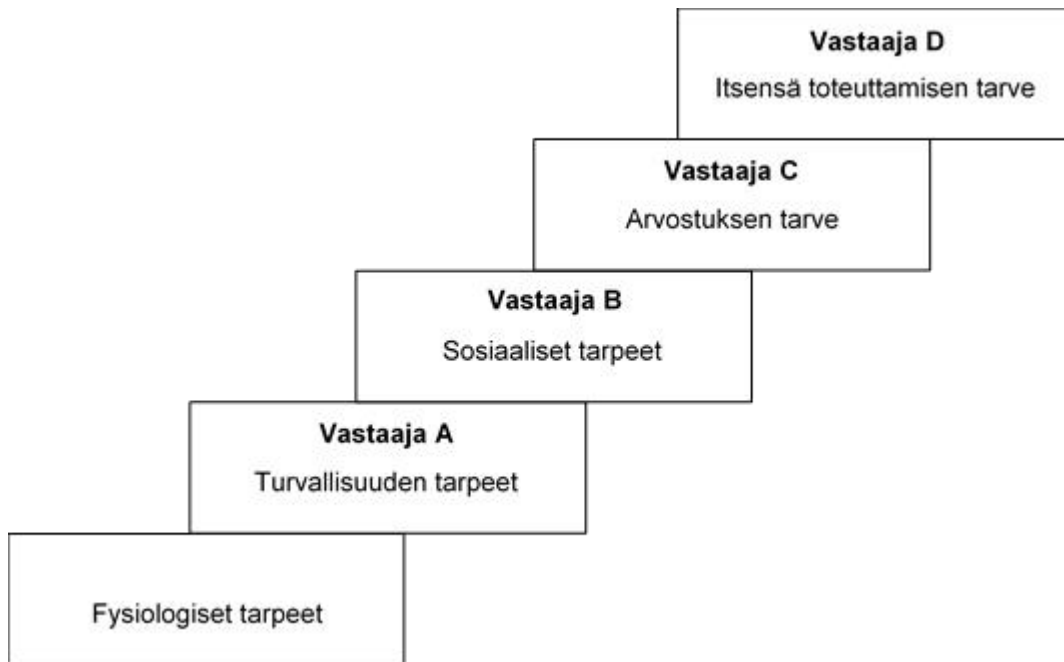 Vastaaja D
Itsensä toteuttamisen tarve
Vastaaja C
Arvostuksen tarve
Vastaaja B
Sosiaaliset tarpeet
Vastaaja A
Turvallisuuden tarpeet
Fysiologiset tarpeet